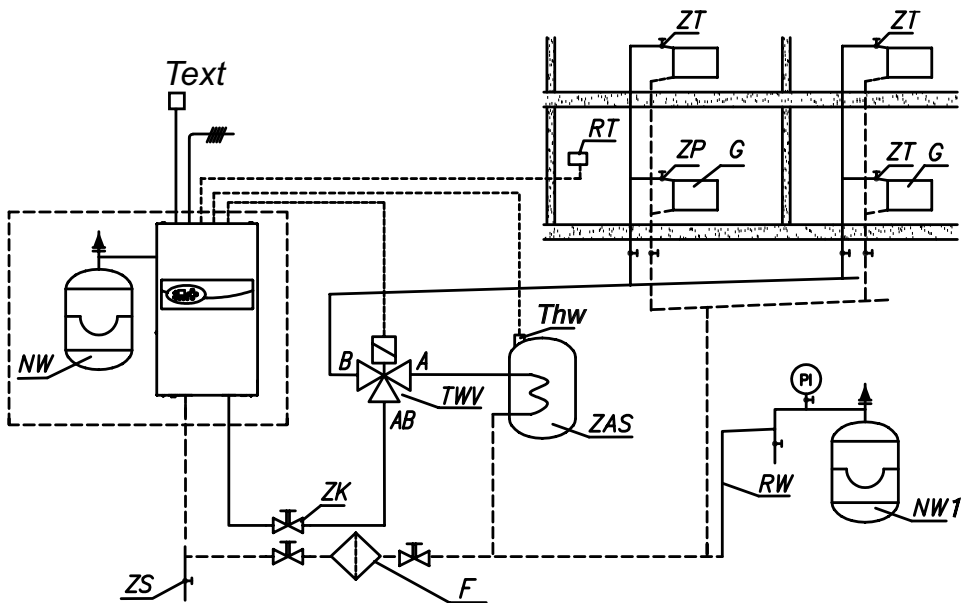 ZT ZT
Text
RT
ZP G ZT G
Thw
NW
B A
TWV
AB
ZAS
PI
ZK
RW
NW1
ZS
F